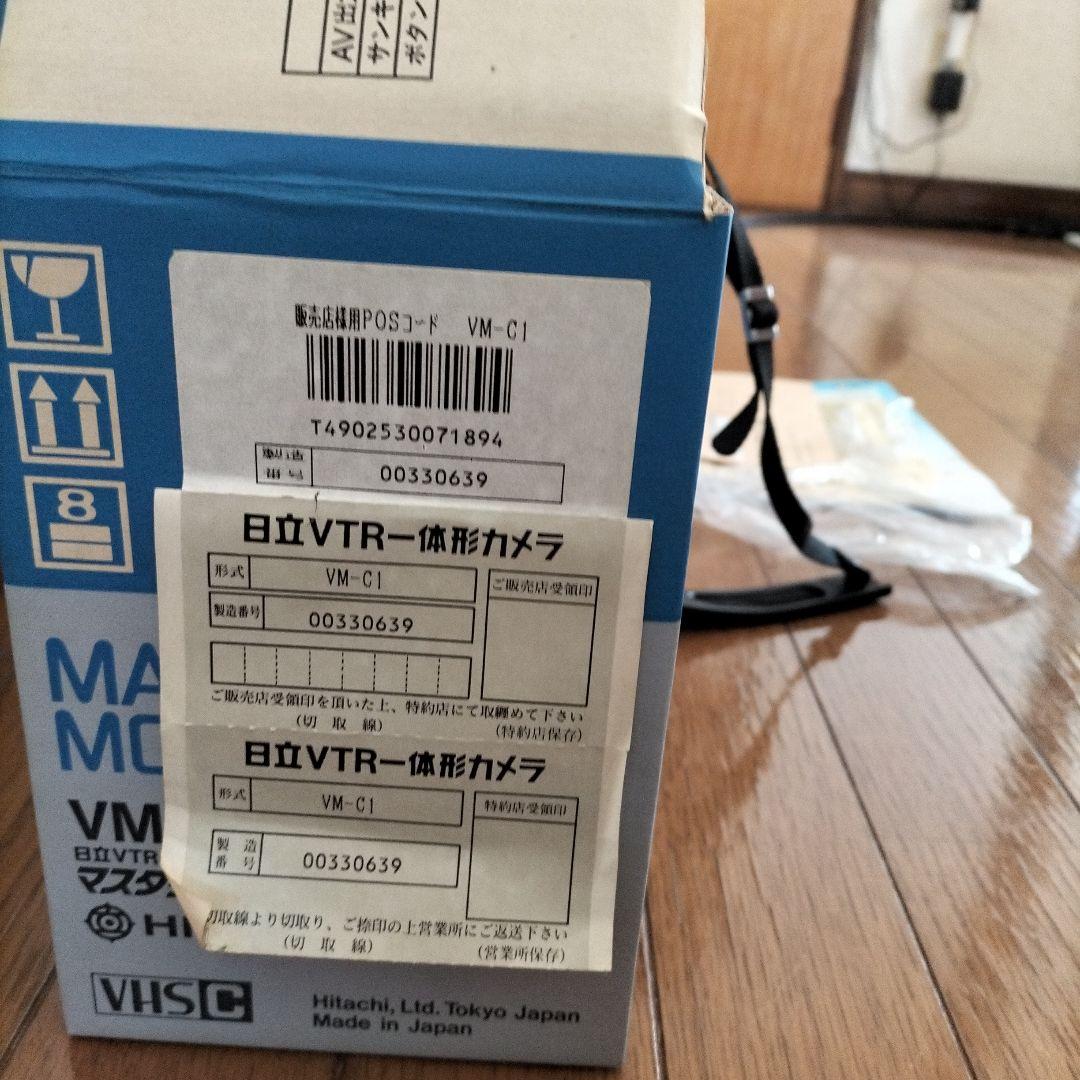 AV出
サンキ
ボタン
販売店様用POSコード VM-C1
T4902530071894
00330639
8
日立VTR一体形カメラ
形式 VM-C1
ご販売店受領印
製造番号 00330639
ご販売店受領印を頂いた上、特約店にて取纏めて下さい
(切 取 線)
(特約店保存)
日立VTR一体形カメラ
形式 VM-C1
特約店受領印
製造番号 00330639
切取線より切取り、ご捺印の上営業所にご返送下さい
(切 取 線)
(営業所保存)
MA
MO
VM
日立VTR
マスタ
HI
VHS C
Hitachi, Ltd. Tokyo Japan
Made in Japan